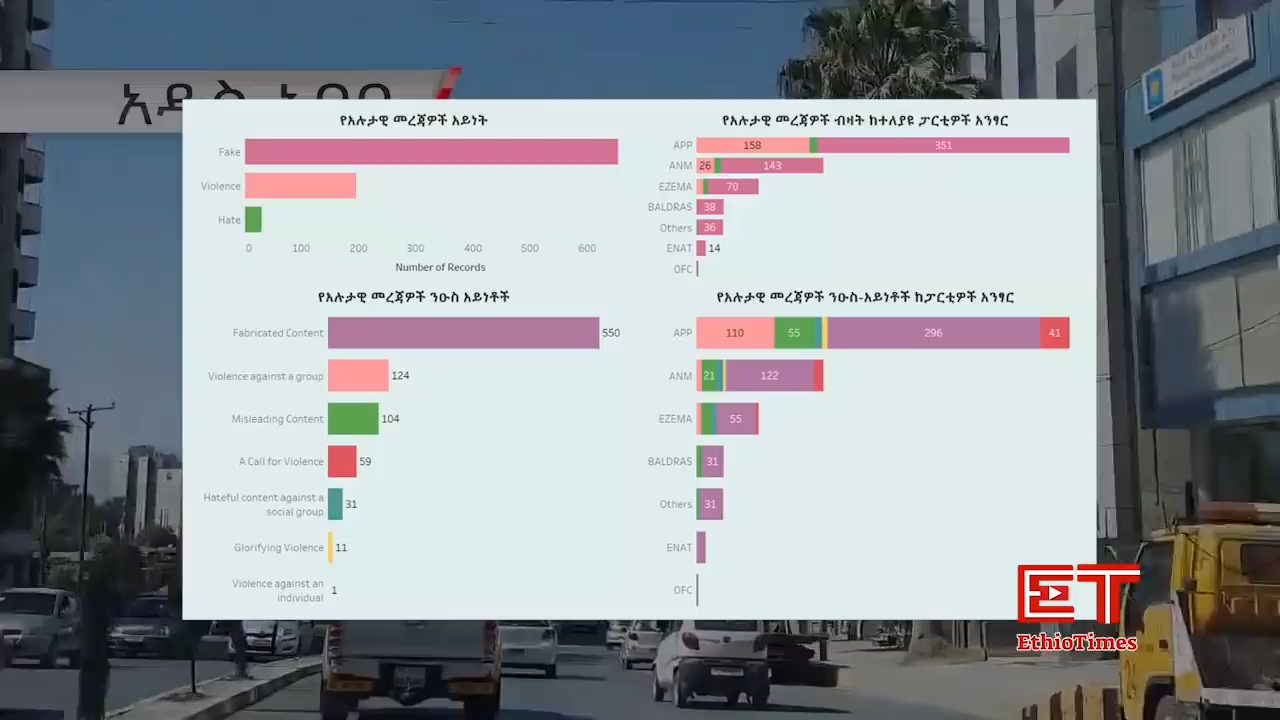 የአሉታዊ መረጃዎች አይነት
Fake
Violence
Hate
0 100 200 300 400 500 600
Number of Records
የአሉታዊ መረጃዎች ብዛት ከተለያዩ ፓርቲዎች አንፃር
APP 158 351
ANM 26 143
EZEMA 70
BALDRAS 38
Others 36
ENAT 14
OFC
የአሉታዊ መረጃዎች ንዑስ አይነቶች
Fabricated Content 550
Violence against a group 124
Misleading Content 104
A Call for Violence 59
Hateful content against a
social group 31
Glorifying Violence 11
Violence against an
individual 1
የአሉታዊ መረጃዎች ንዑስ-አይነቶች ከፓርቲዎች አንፃር
APP 110 55 296 41
ANM 21 122
EZEMA 55
BALDRAS 31
Others 31
ENAT
OFC
ET
EthioTimes